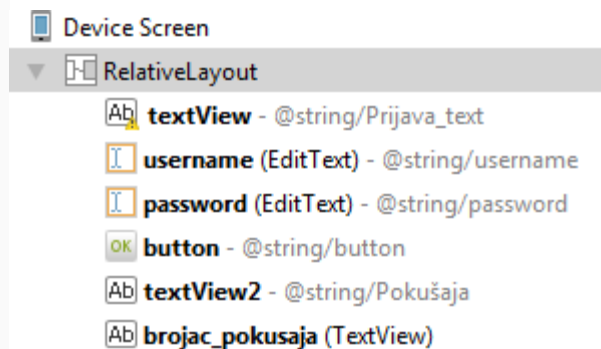 Device Screen
RelativeLayout
Ab textView - @string/Prijava_text
username (EditText) - @string/username
password (EditText) - @string/password
OK button - @string/button
Ab textView2 - @string/Pokušaja
Ab brojac_pokusaja (TextView)